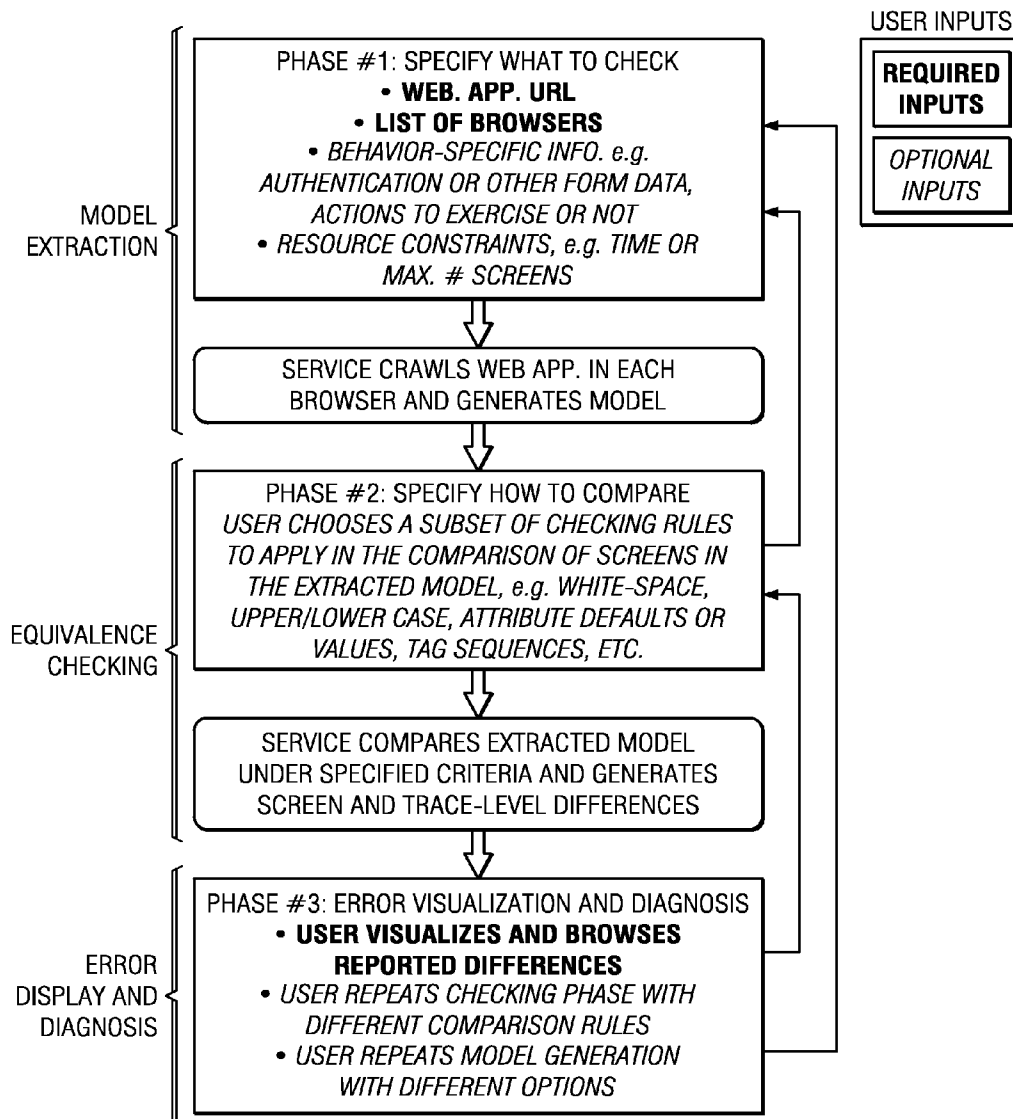 USER INPUTS
REQUIRED
INPUTS
OPTIONAL
INPUTS
MODEL
EXTRACTION
PHASE #1: SPECIFY WHAT TO CHECK
• WEB. APP. URL
• LIST OF BROWSERS
• BEHAVIOR-SPECIFIC INFO. e.g.
AUTHENTICATION OR OTHER FORM DATA,
ACTIONS TO EXERCISE OR NOT
• RESOURCE CONSTRAINTS, e.g. TIME OR
MAX. # SCREENS
SERVICE CRAWLS WEB APP. IN EACH
BROWSER AND GENERATES MODEL
EQUIVALENCE
CHECKING
PHASE #2: SPECIFY HOW TO COMPARE
USER CHOOSES A SUBSET OF CHECKING RULES
TO APPLY IN THE COMPARISON OF SCREENS IN
THE EXTRACTED MODEL, e.g. WHITE-SPACE,
UPPER/LOWER CASE, ATTRIBUTE DEFAULTS OR
VALUES, TAG SEQUENCES, ETC.
SERVICE COMPARES EXTRACTED MODEL
UNDER SPECIFIED CRITERIA AND GENERATES
SCREEN AND TRACE-LEVEL DIFFERENCES
ERROR
DISPLAY AND
DIAGNOSIS
PHASE #3: ERROR VISUALIZATION AND DIAGNOSIS
• USER VISUALIZES AND BROWSES
REPORTED DIFFERENCES
• USER REPEATS CHECKING PHASE WITH
DIFFERENT COMPARISON RULES
• USER REPEATS MODEL GENERATION
WITH DIFFERENT OPTIONS